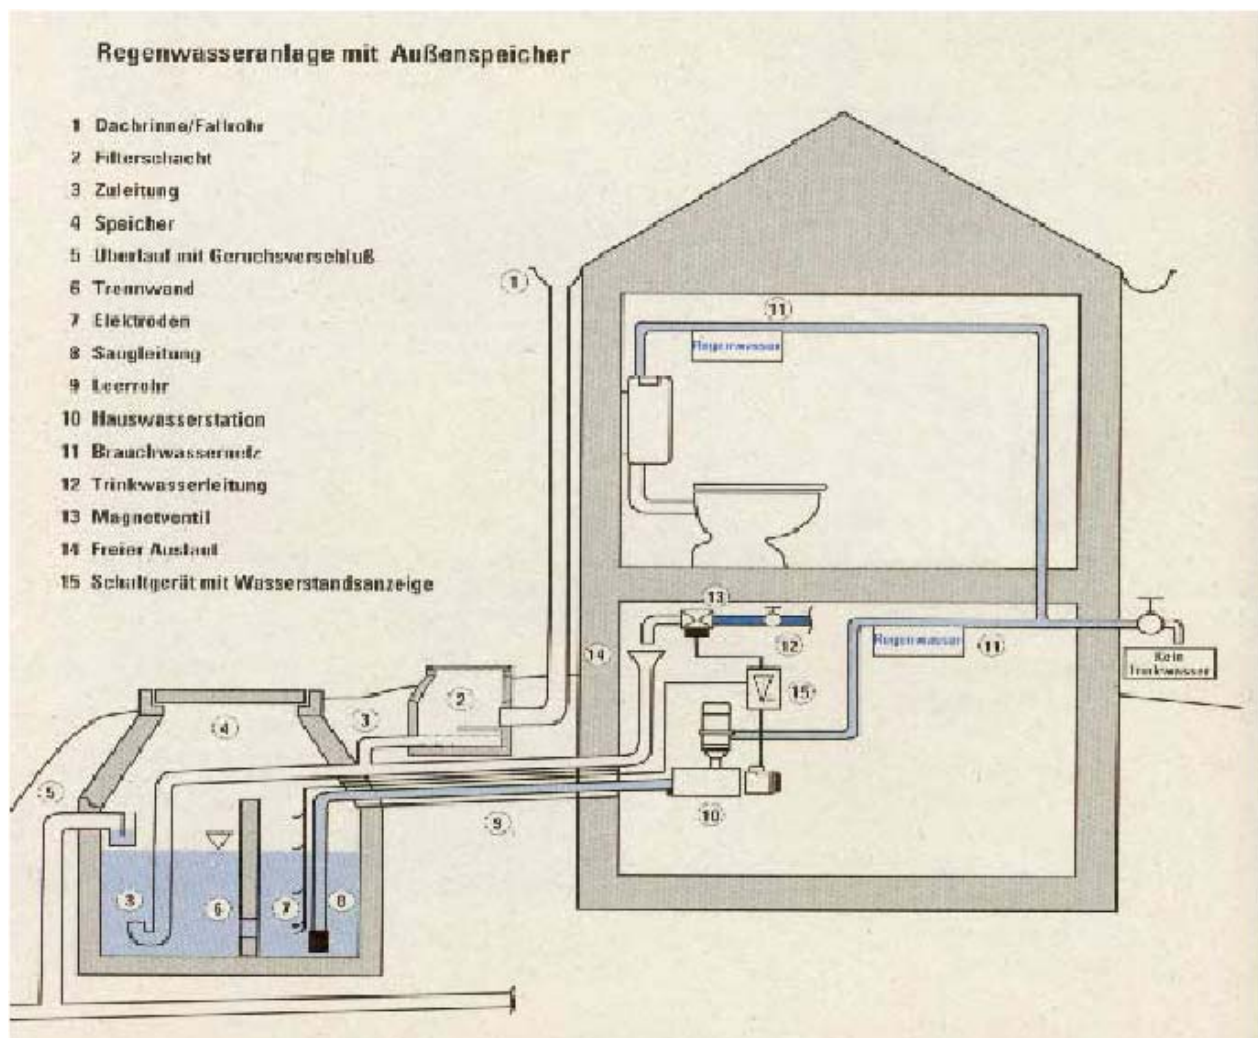 Regenwasseranlage mit Außenspeicher
1 Dachrinne/Fallrohr
2 Filterschacht
3 Zuleitung
4 Speicher
5 Überlauf mit Geruchsverschluß
6 Trennwand
7 Elektroden
8 Saugleitung
9 Leerrohr
10 Hauswasserstation
11 Brauchwassernetz
12 Trinkwasserleitung
13 Magnetventil
14 Freier Auslauf
15 Schaltgerät mit Wasserstandsanzeige
1
11
Regenwasser
13
12
Regenwasser
11
Kein
Trinkwasser
14
15
2
3
4
5
10
9
3
6
7
8